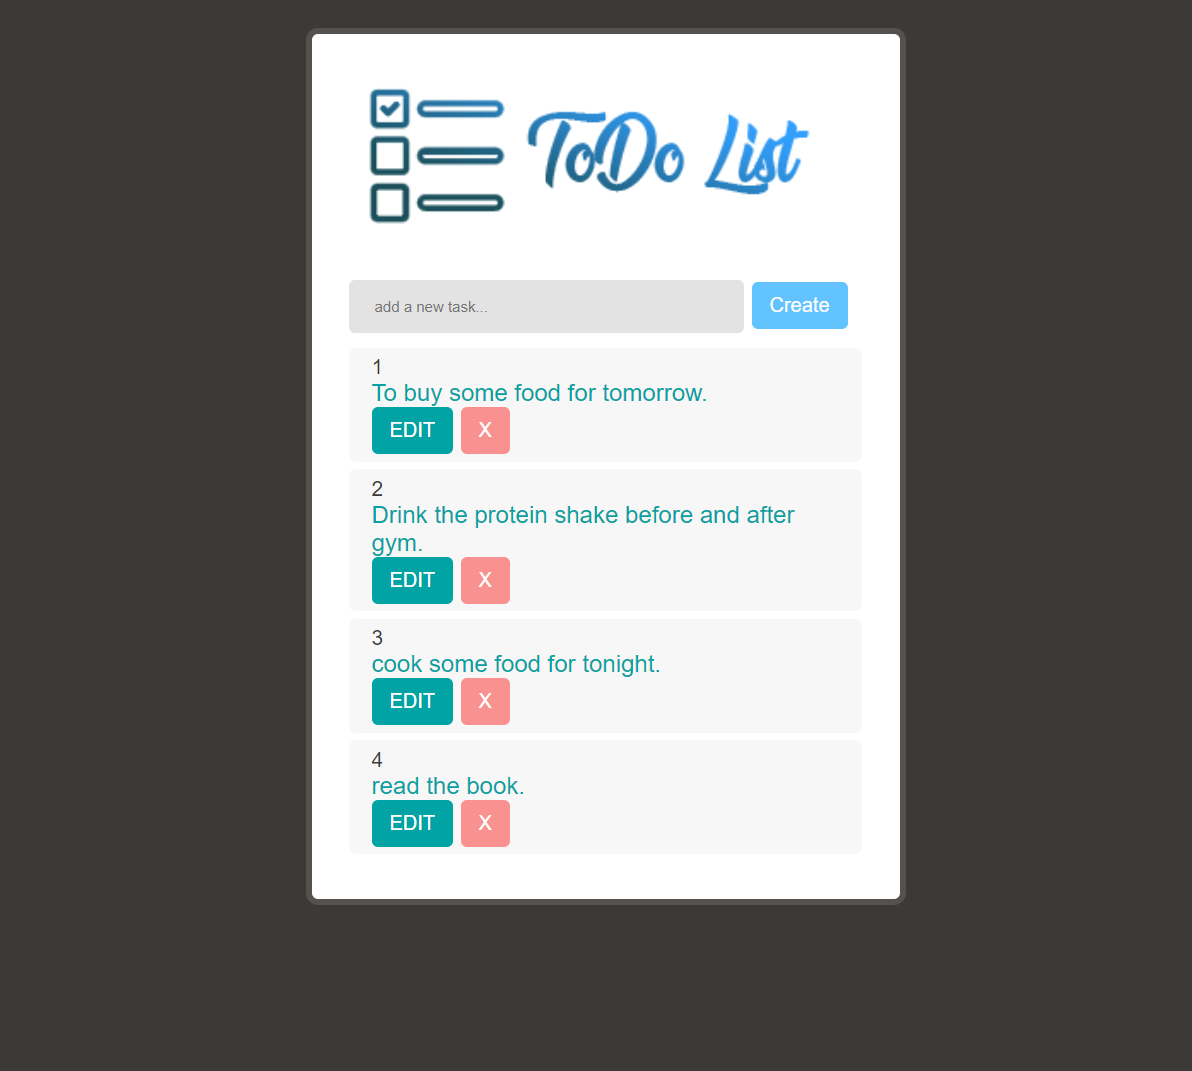 ToDo List
add a new task...
Create
1
To buy some food for tomorrow.
EDIT X
2
Drink the protein shake before and after
gym.
EDIT X
3
cook some food for tonight.
EDIT X
4
read the book.
EDIT X